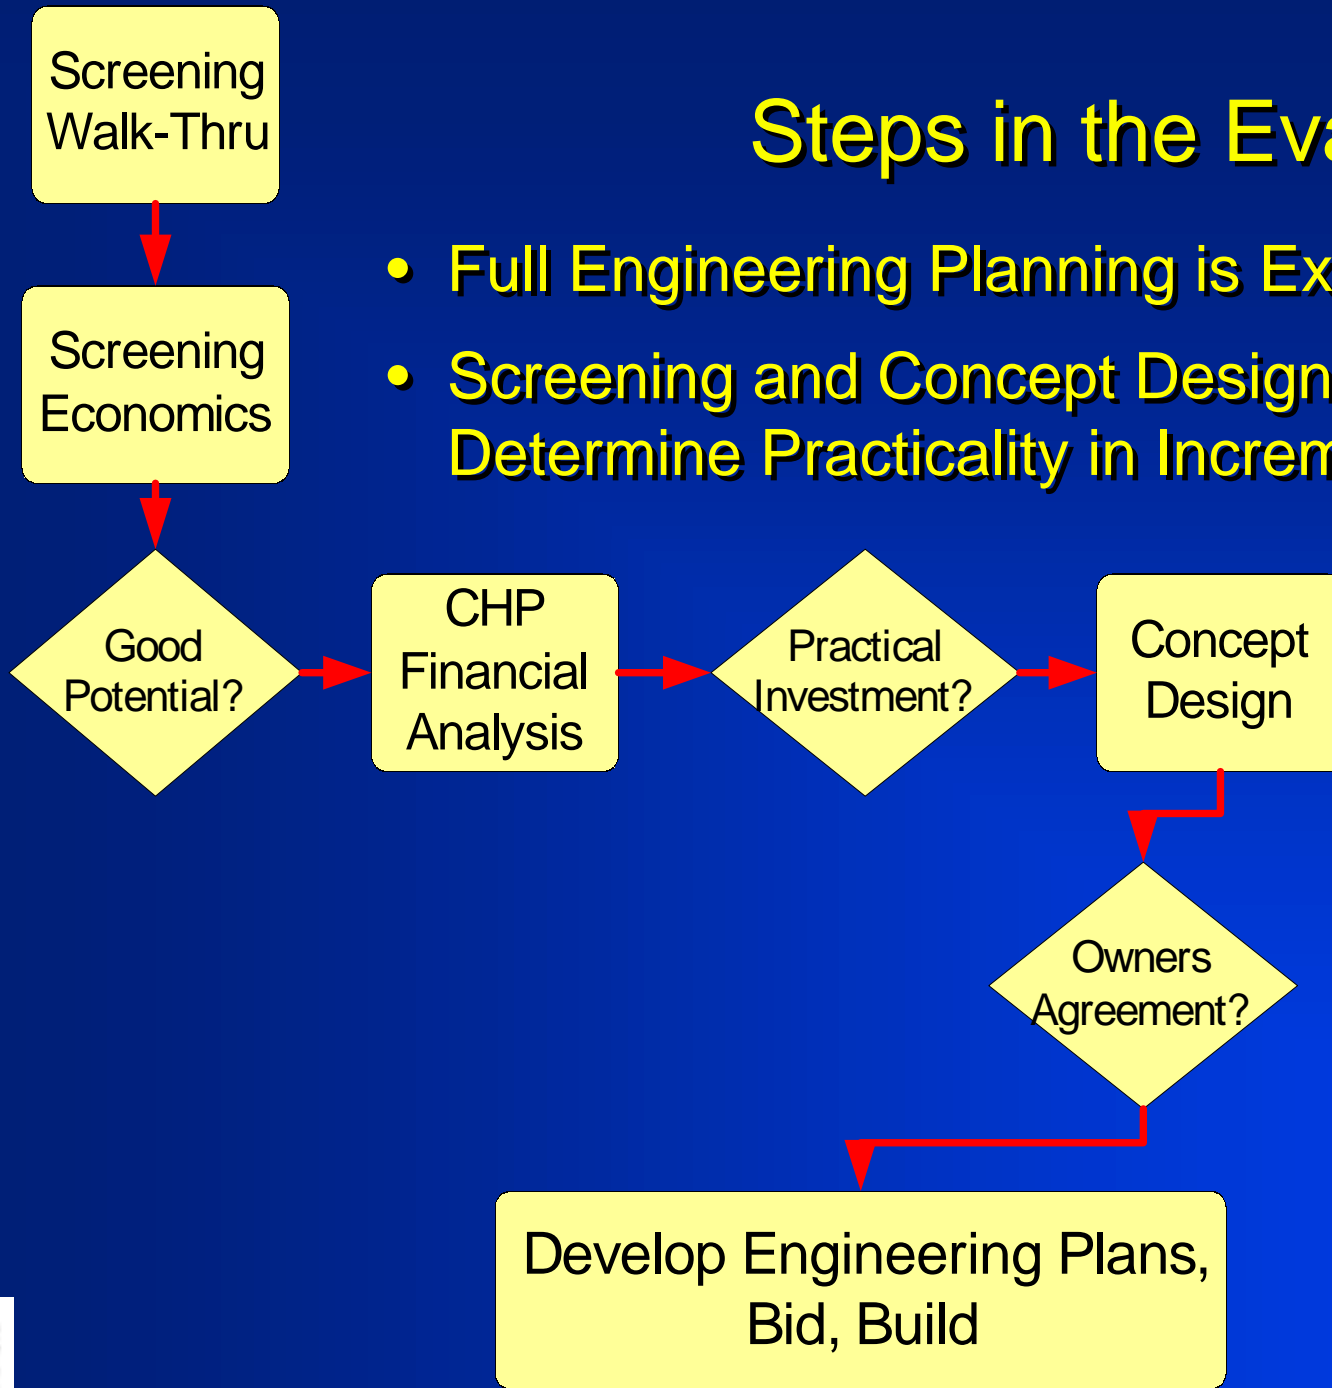 Screening
Walk-Thru
Steps in the Eva
• Full Engineering Planning is Ex
Screening
Economics
• Screening and Concept Design
Determine Practicality in Increm
Good
Potential?
CHP
Financial
Analysis
Practical
Investment?
Concept
Design
Owners
Agreement?
Develop Engineering Plans,
Bid, Build